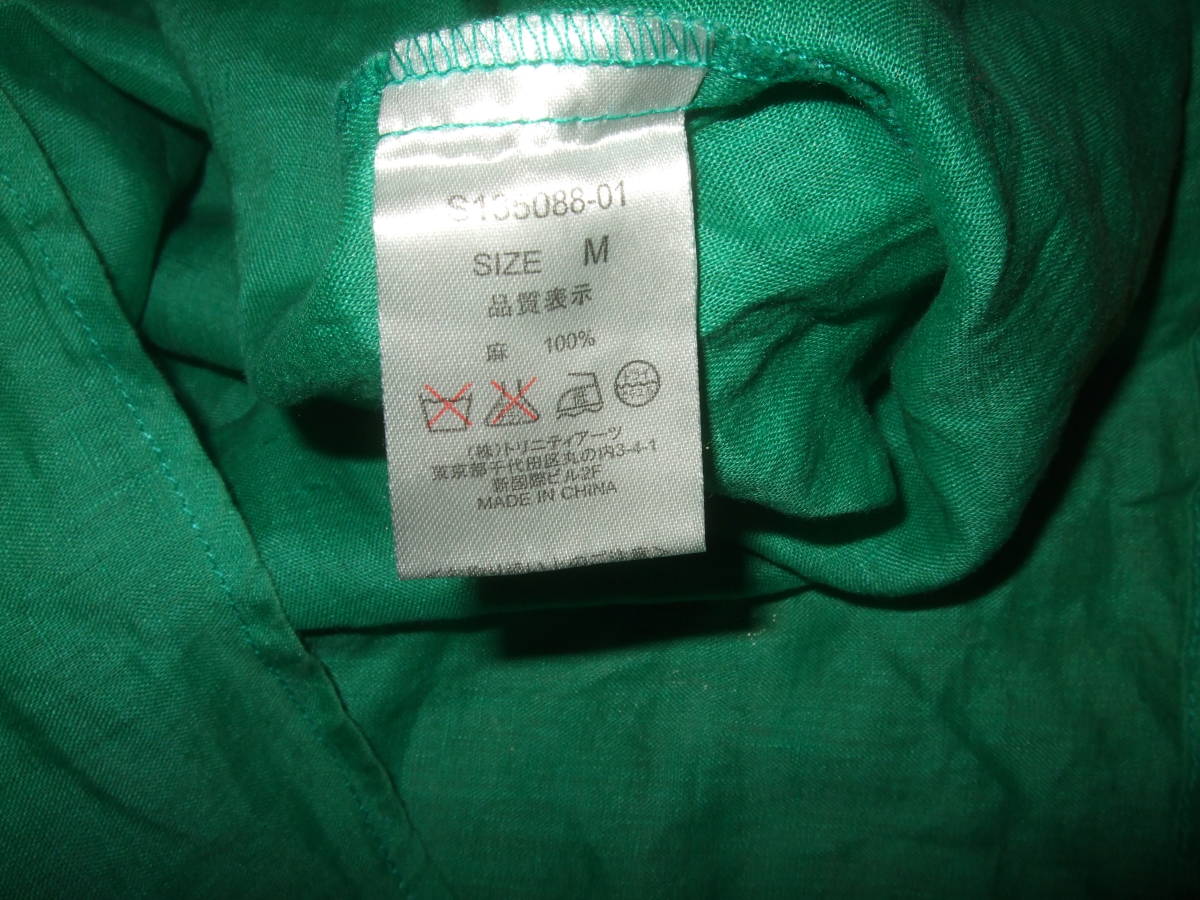 S135088-01
SIZE M
品質表示
麻 100%
(株)トリニティアーツ
東京都千代田区丸の内3-4-1
新国際ビル2F
MADE IN CHINA